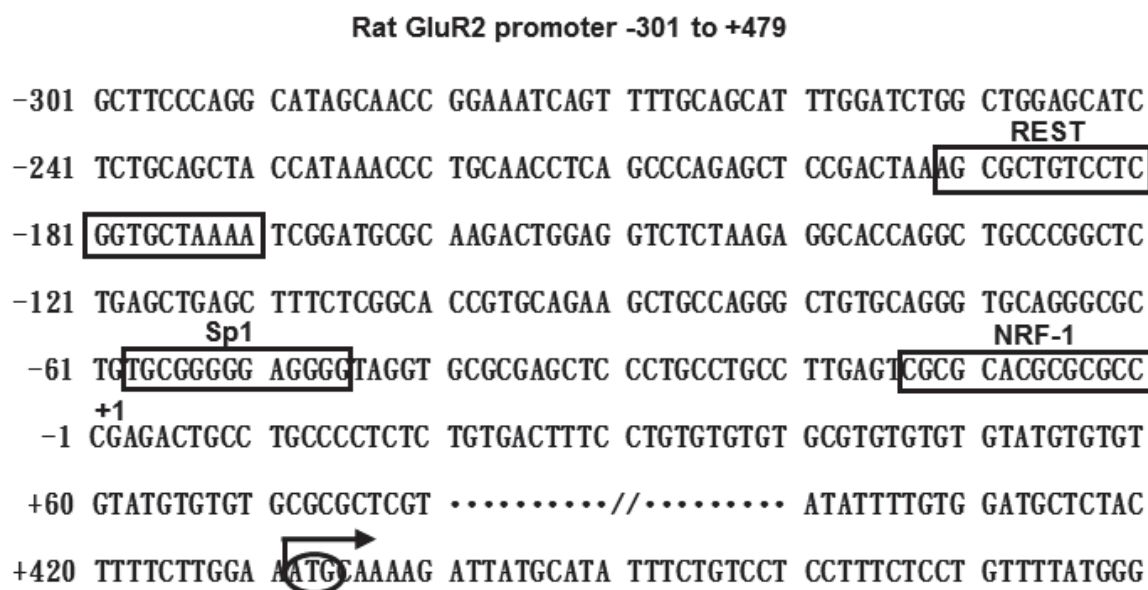 Rat GluR2 promoter -301 to +479
-301 GCTTCCCAGG CATAGCAACC GGAAATCAGT TTTGCAGCAT TTGGATCTGG CTGGAGCATC
REST
-241 TCTGCAGCTA CCATAAACCC TGCAACCTCA GCCCAGAGCT CCGACTAAAG CGCTGTCCTC
-181 GGTGCTAAAA TCGGATGCGC AAGACTGGAG GTCTCTAAGA GGCACCAGGC TGCCCGGCTC
-121 TGAGCTGAGC TTTCTCGGCA CCGTGCAGAA GCTGCCAGGG CTGTGCAGGG TGCAGGGCGC
Sp1 NRF-1
-61 TGTGCGGGGG AGGGGTAGGT GCGCGAGCTC CCTGCCTGCC TTGAGTCGCG CACGCGCGCC
+1
-1 CGAGACTGCC TGCCCCTCTC TGTGACTTTC CTGTGTGTGT GCGTGTGTGT GTATGTGTGT
+60 GTATGTGTGT GCGCGCTCGT ··········//········· ATATTTTGTG GATGCTCTAC
+420 TTTTCTTGGA AATGCAAAAG ATTATGCATA TTTCTGTCCT CCTTTCTCCT GTTTTATGGG